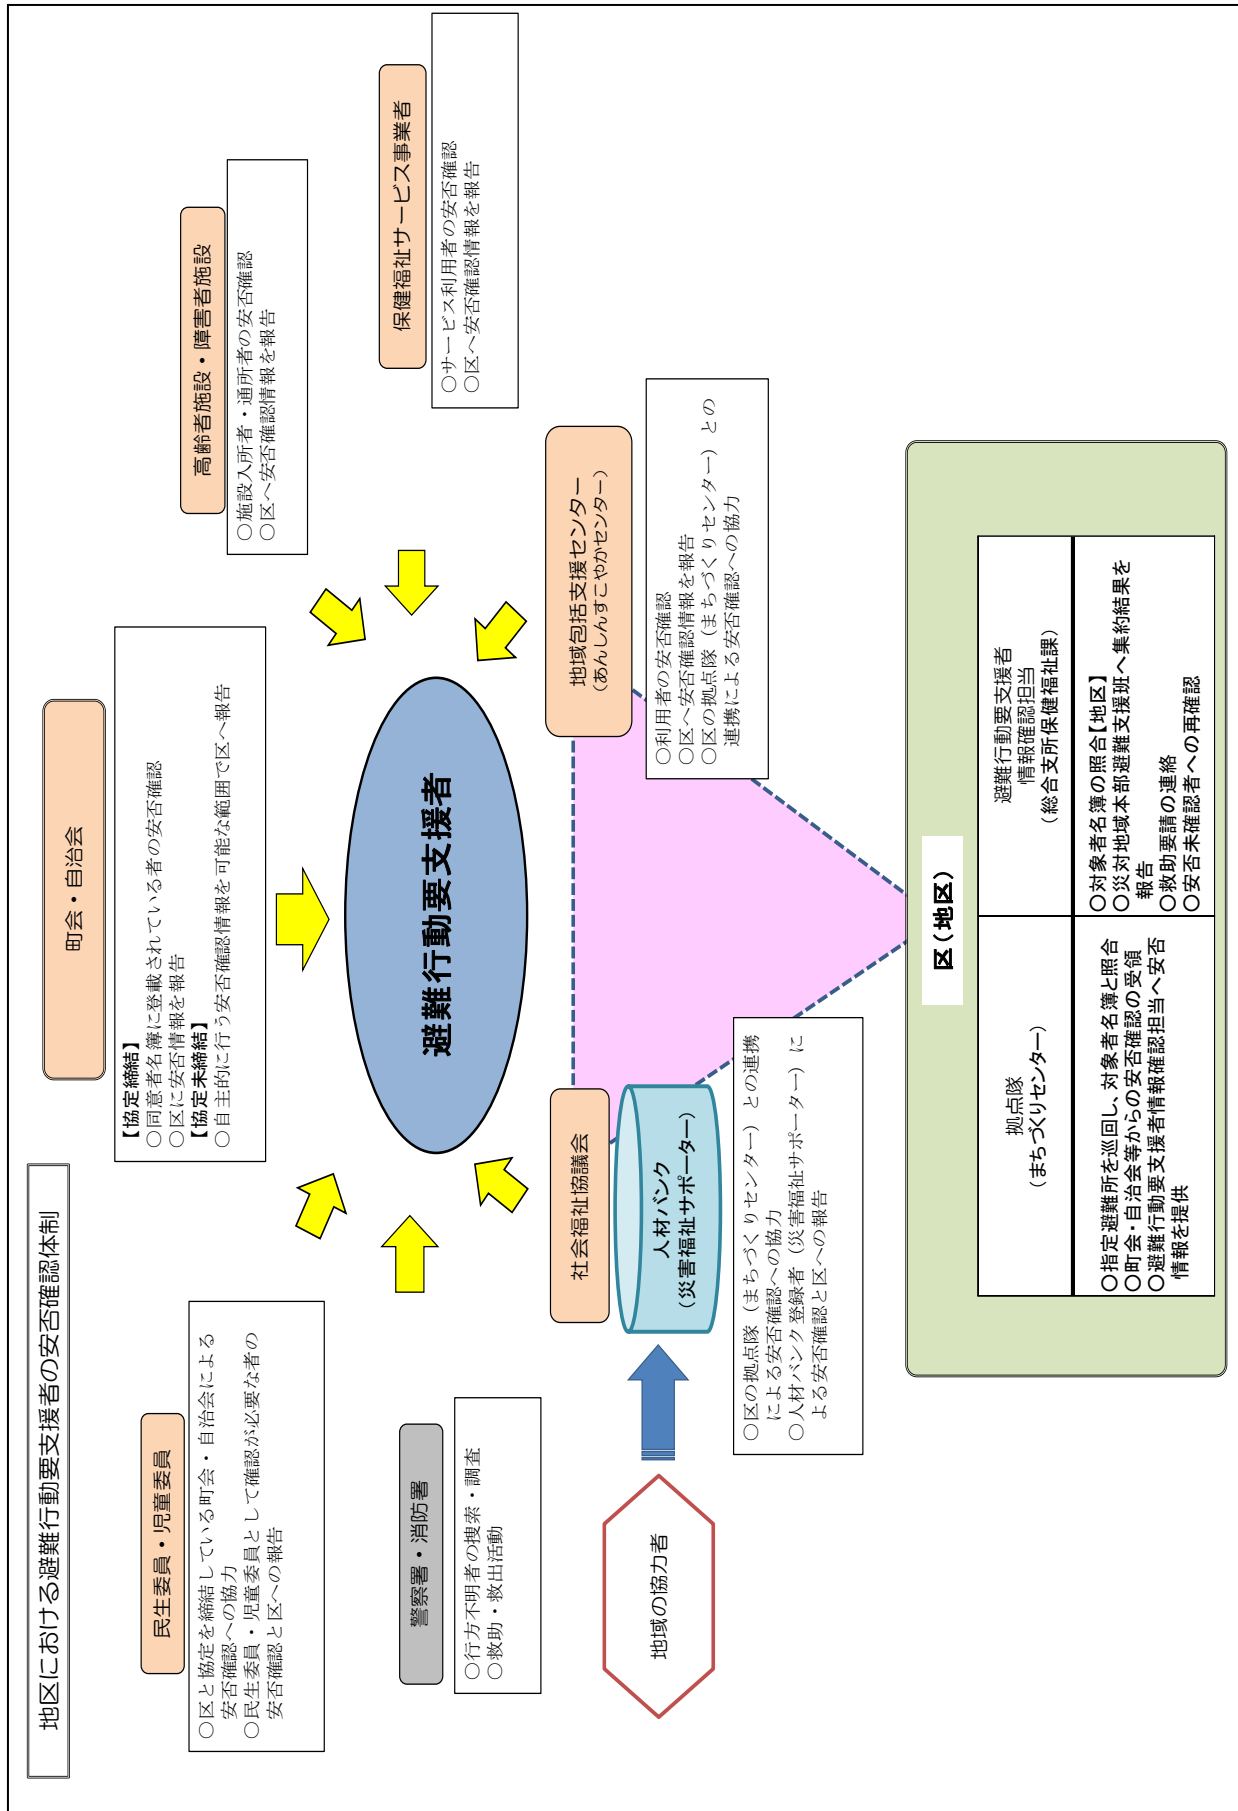 地区における避難行動要支援者の安否確認体制
民生委員・児童委員
○区と協定を締結している町会・自治会による
安否確認への協力
○民生委員・児童委員として確認が必要な者の
安否確認と区への報告
町会・自治会
【協定締結】
○同意者名簿に登載されている者の安否確認
○区に安否情報を報告
【協定未締結】
○自主的に行う安否確認情報を可能な範囲で区へ報告
高齢者施設・障害者施設
○施設入所者・通所者の安否確認
○区へ安否確認情報を報告
警察署・消防署
○行方不明者の捜索・調査
○救助・救出活動
避難行動要支援者
保健福祉サービス事業者
○サービス利用者の安否確認
○区へ安否確認情報を報告
地域の協力者
社会福祉協議会
人材バンク
（災害福祉サポーター）
○区の拠点隊（まちづくりセンター）との連携
による安否確認への協力
○人材バンク登録者（災害福祉サポーター）に
よる安否確認と区への報告
地域包括支援センター
（あんしんすこやかセンター）
○利用者の安否確認
○区へ安否確認情報を報告
○区の拠点隊（まちづくりセンター）との
連携による安否確認への協力
区（地区）
拠点隊
（まちづくりセンター）
○指定避難所を巡回し、対象者名簿と照合
○町会・自治会等からの安否確認の受領
○避難行動要支援者情報確認担当へ安否
情報を提供
避難行動要支援者
情報確認担当
（総合支所保健福祉課）
○対象者名簿の照合【地区】
○災対地域本部避難支援班へ集約結果を
報告
○救助要請の連絡
○安否未確認者への再確認